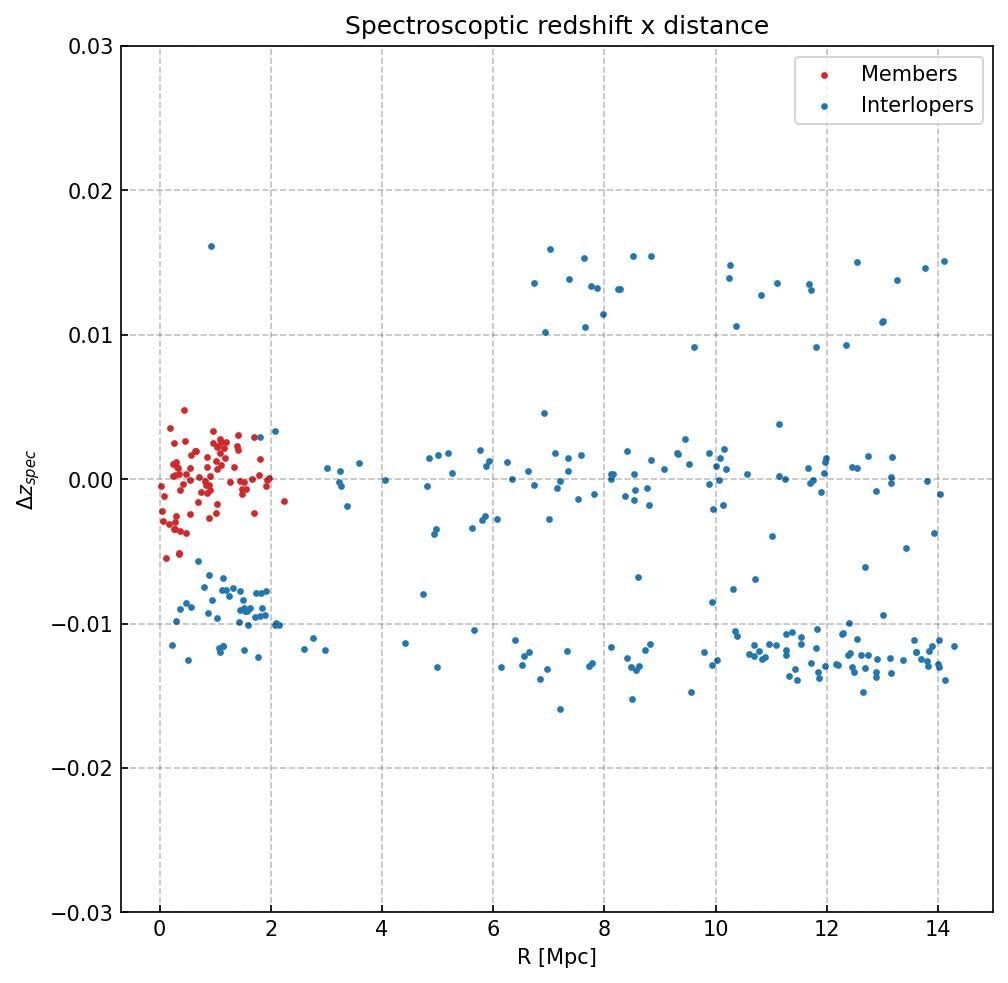 Spectroscoptic redshift x distance
0.03
Members
Interlopers
0.02
0.01
0.00
−0.01
−0.02
−0.03
Δz_spec
0 2 4 6 8 10 12 14
R [Mpc]